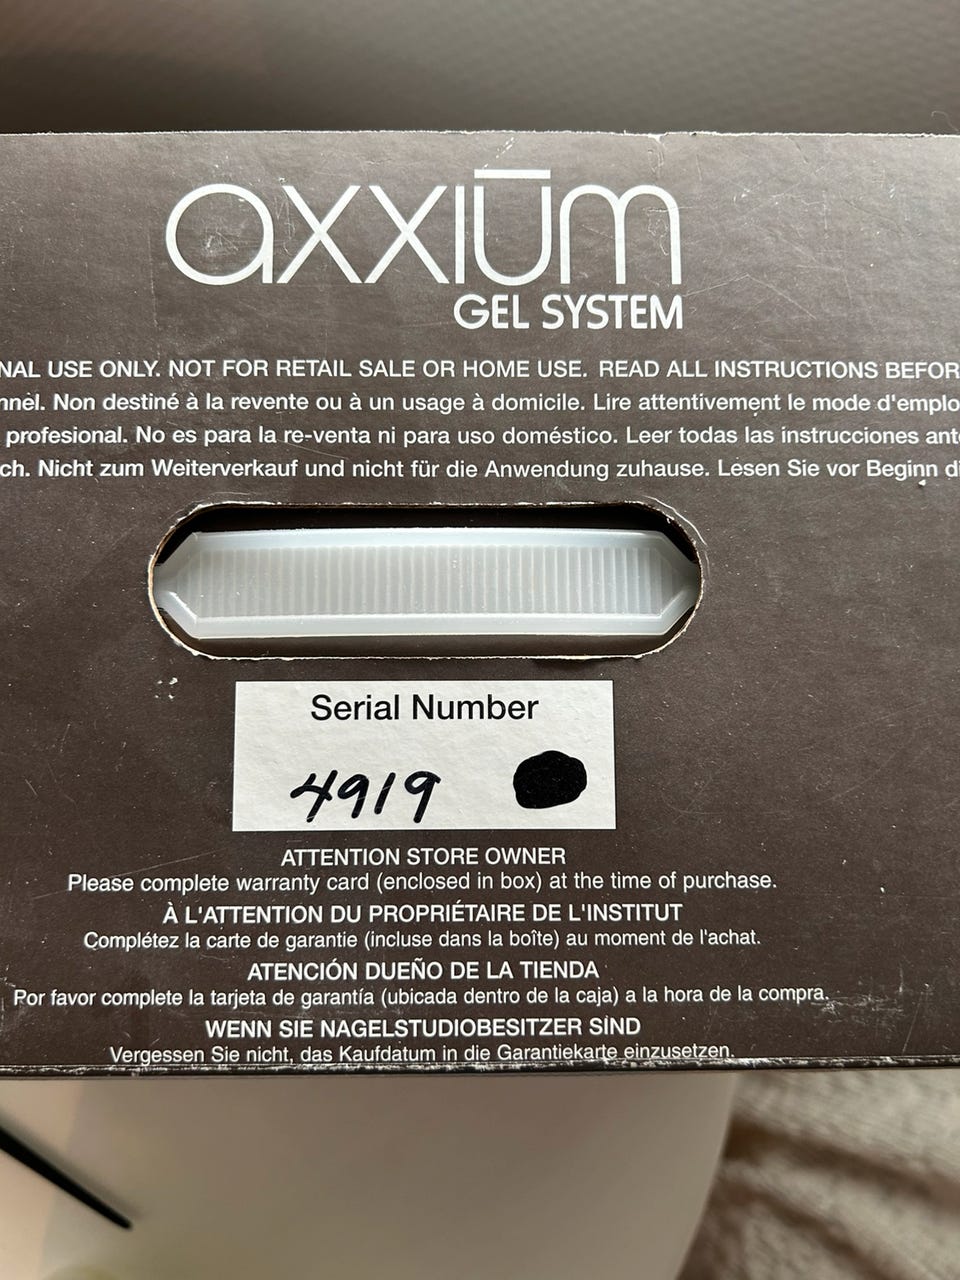 axxiūm
GEL SYSTEM
NAL USE ONLY. NOT FOR RETAIL SALE OR HOME USE. READ ALL INSTRUCTIONS BEFOR
nnel. Non destiné à la revente ou à un usage à domicile. Lire attentivement le mode d'emplo
profesional. No es para la re-venta ni para uso doméstico. Leer todas las instrucciones ant
ch. Nicht zum Weiterverkauf und nicht für die Anwendung zuhause. Lesen Sie vor Beginn di
Serial Number
4919
ATTENTION STORE OWNER
Please complete warranty card (enclosed in box) at the time of purchase.
À L'ATTENTION DU PROPRIÉTAIRE DE L'INSTITUT
Complétez la carte de garantie (incluse dans la boîte) au moment de l'achat.
ATENCIÓN DUEÑO DE LA TIENDA
Por favor complete la tarjeta de garantía (ubicada dentro de la caja) a la hora de la compra.
WENN SIE NAGELSTUDIOBESITZER SIND
Vergessen Sie nicht, das Kaufdatum in die Garantiekarte einzusetzen.